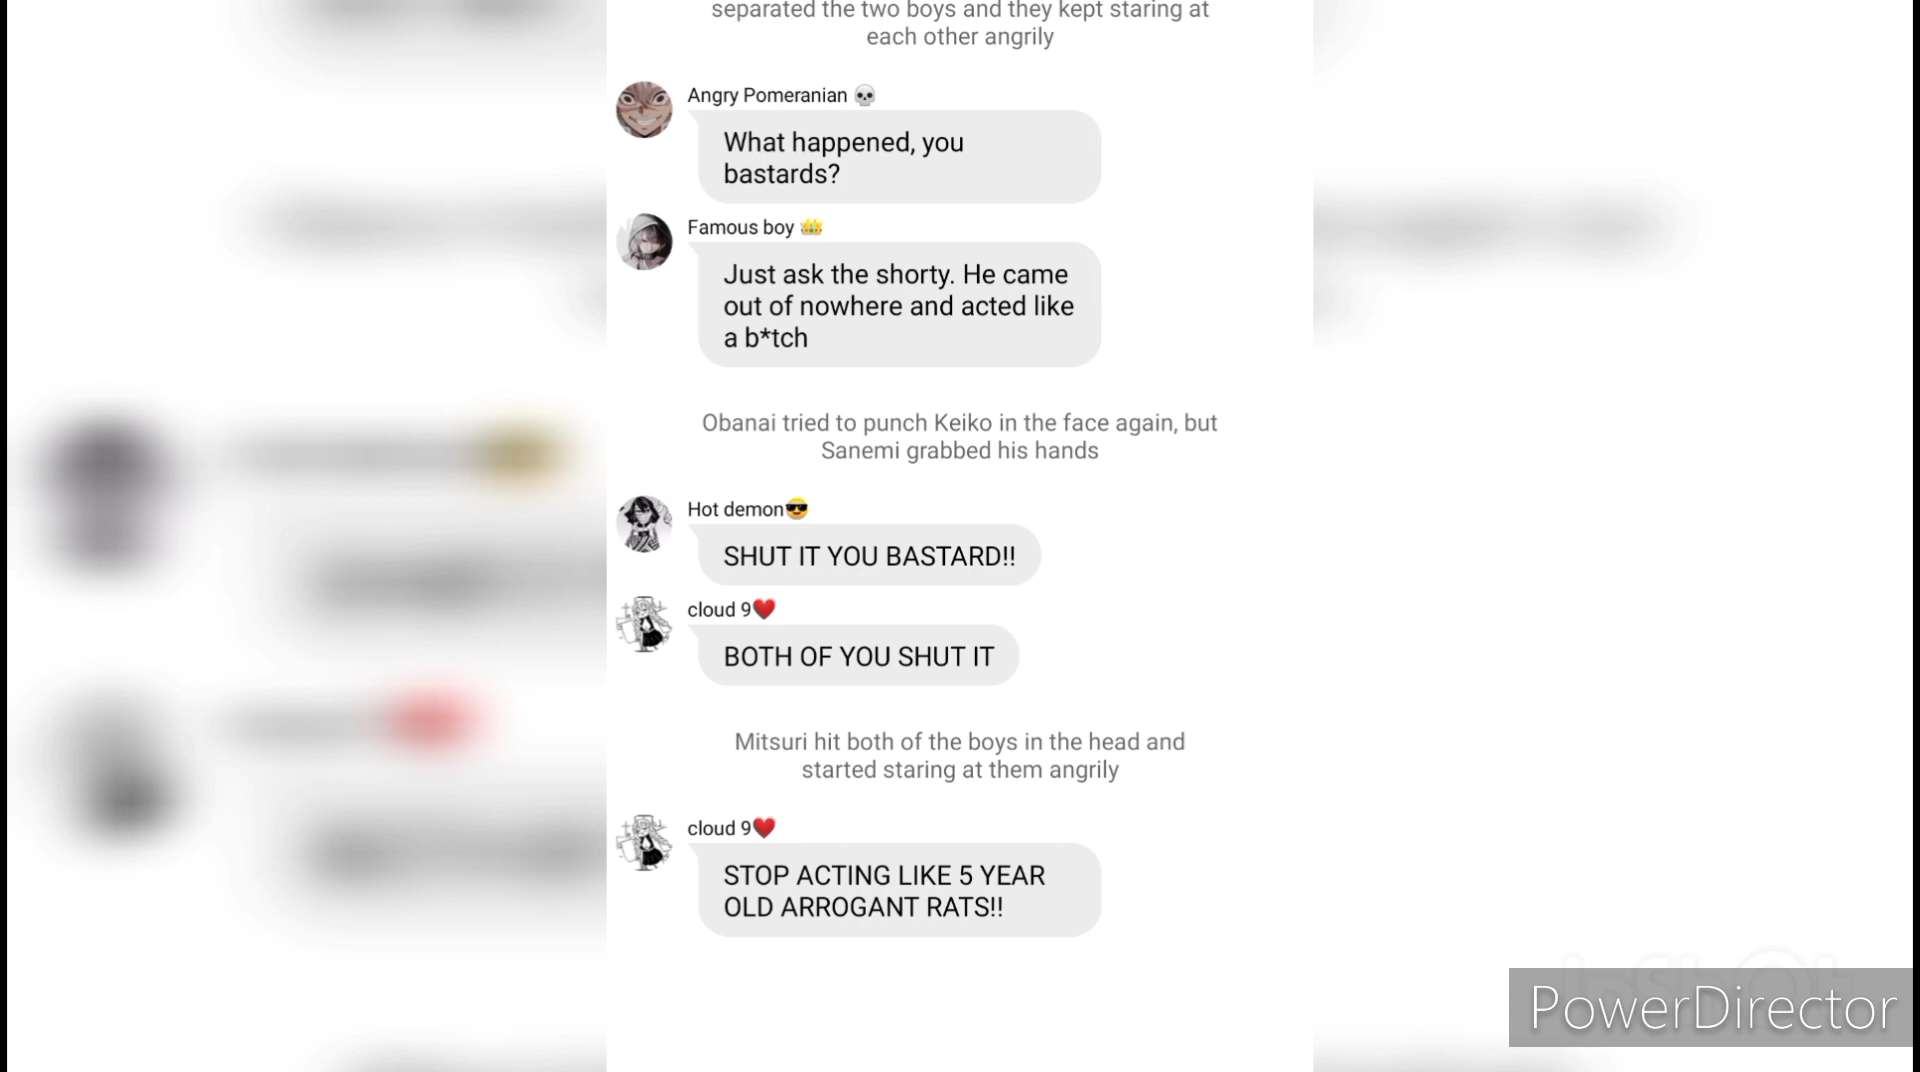 separated the two boys and they kept staring at
each other angrily
Angry Pomeranian 💀
What happened, you
bastards?
Famous boy 👑
Just ask the shorty. He came
out of nowhere and acted like
a b*tch
Obanai tried to punch Keiko in the face again, but
Sanemi grabbed his hands
Hot demon😎
SHUT IT YOU BASTARD!!
cloud 9❤️
BOTH OF YOU SHUT IT
Mitsuri hit both of the boys in the head and
started staring at them angrily
cloud 9❤️
STOP ACTING LIKE 5 YEAR
OLD ARROGANT RATS!!
InShOt
PowerDirector